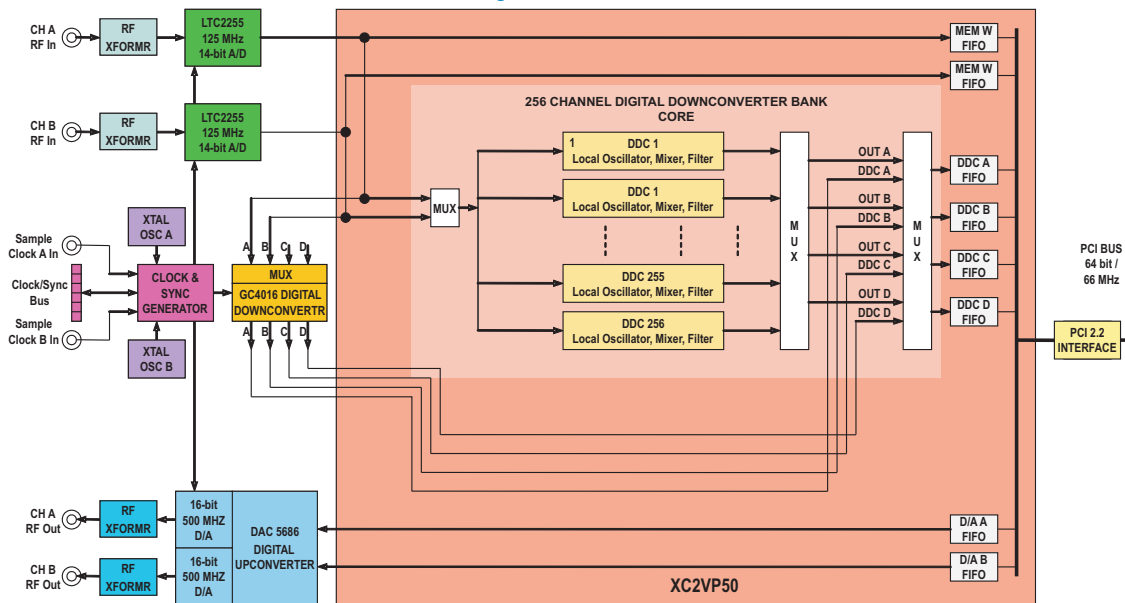 CH A
RF In
RF
XFORMR
LTC2255
125 MHz
14-bit A/D
CH B
RF In
RF
XFORMR
LTC2255
125 MHz
14-bit A/D
XTAL
OSC A
Sample
Clock A In
Clock/Sync
Bus
Sample
Clock B In
CLOCK &
SYNC
GENERATOR
XTAL
OSC B
A B C D
MUX
GC4016 DIGITAL
DOWNCONVERTR
A B C D
256 CHANNEL DIGITAL DOWNCONVERTER BANK
CORE
MUX
1
DDC 1
Local Oscillator, Mixer, Filter
DDC 1
Local Oscillator, Mixer, Filter
DDC 255
Local Oscillator, Mixer, Filter
DDC 256
Local Oscillator, Mixer, Filter
M
U
X
OUT A
DDC A
OUT B
DDC B
OUT C
DDC C
OUT D
DDC D
M
U
X
MEM W
FIFO
MEM W
FIFO
DDC A
FIFO
DDC B
FIFO
DDC C
FIFO
DDC D
FIFO
PCI BUS
64 bit /
66 MHz
PCI 2.2
INTERFACE
CH A
RF Out
RF
XFORMR
16-bit
500 MHZ
D/A
CH B
RF Out
RF
XFORMR
16-bit
500 MHZ
D/A
DAC 5686
DIGITAL
UPCONVERTER
D/A A
FIFO
D/A B
FIFO
XC2VP50